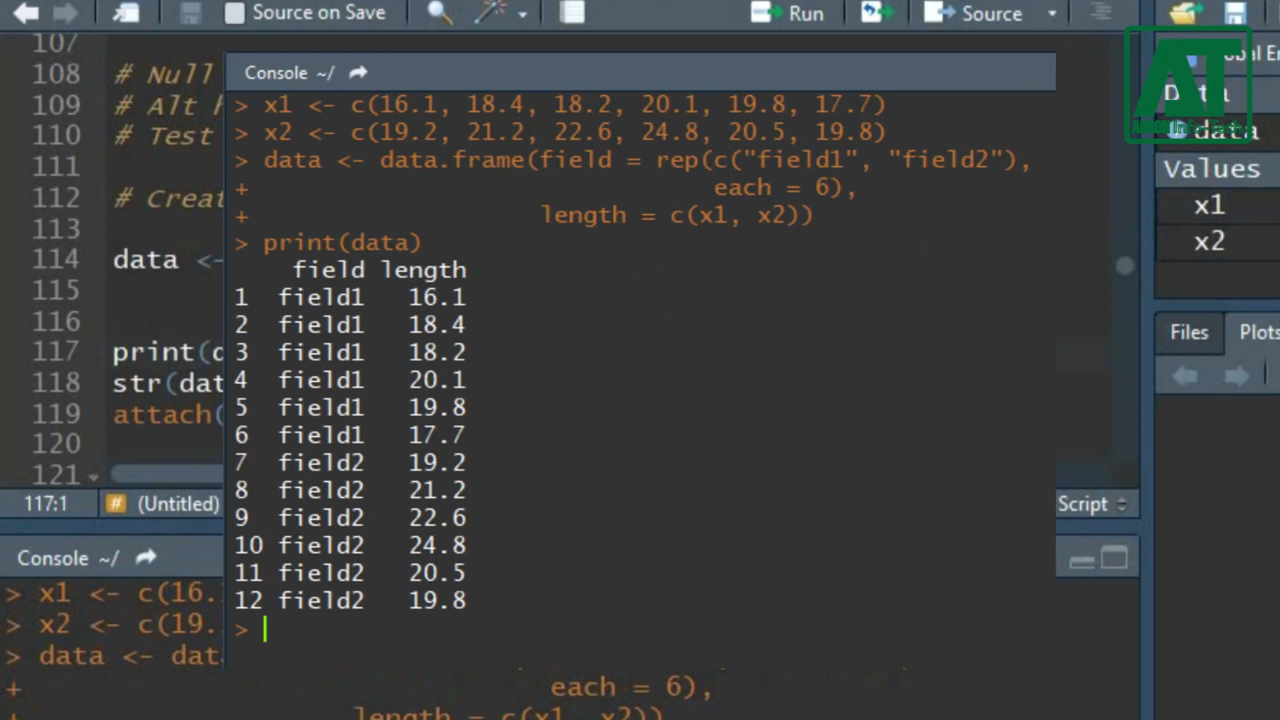 Source on Save
Run
Source
107
108 # Null
109 # Alt
110 # Test
111
112 # Creat
113
114 data <-
115
116
117 print(d
118 str(dat
119 attach(
120
121
117:1
(Untitled)
Script
Console ~/
> x1 <- c(16.1, 18.4, 18.2, 20.1, 19.8, 17.7)
> x2 <- c(19.2, 21.2, 22.6, 24.8, 20.5, 19.8)
> data <- data.frame(field = rep(c("field1", "field2"),
+ each = 6),
+ length = c(x1, x2))
> print(data)
field length
1 field1 16.1
2 field1 18.4
3 field1 18.2
4 field1 20.1
5 field1 19.8
6 field1 17.7
7 field2 19.2
8 field2 21.2
9 field2 22.6
10 field2 24.8
11 field2 20.5
12 field2 19.8
>
Console ~/
> x1 <- c(16.
> x2 <- c(19.
> data <- dat
+ each = 6),
+ length = c(x1, x2))
AT
data
Values
x1
x2
Files
Plots